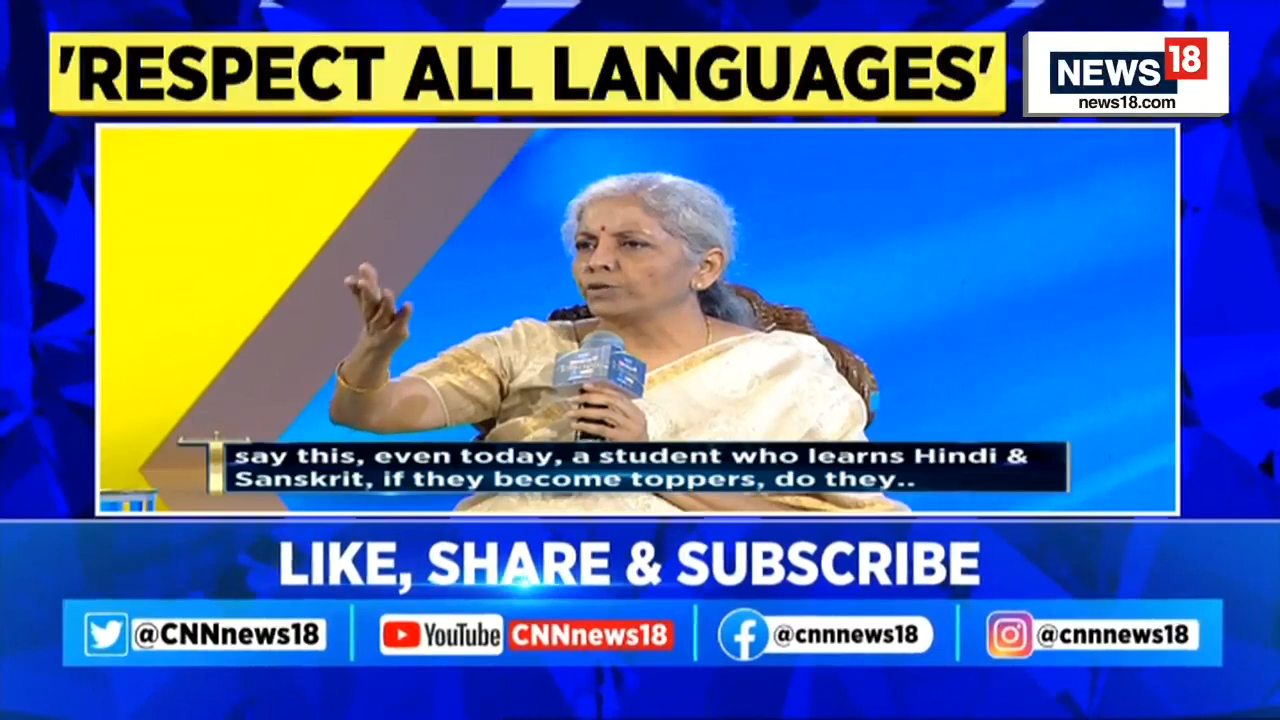 'RESPECT ALL LANGUAGES'
NEWS18
news18.com
say this, even today, a student who learns Hindi &
Sanskrit, if they become toppers, do they..
LIKE, SHARE & SUBSCRIBE
@CNNnews18
YouTube CNNnews18
@cnnnews18
@cnnnews18